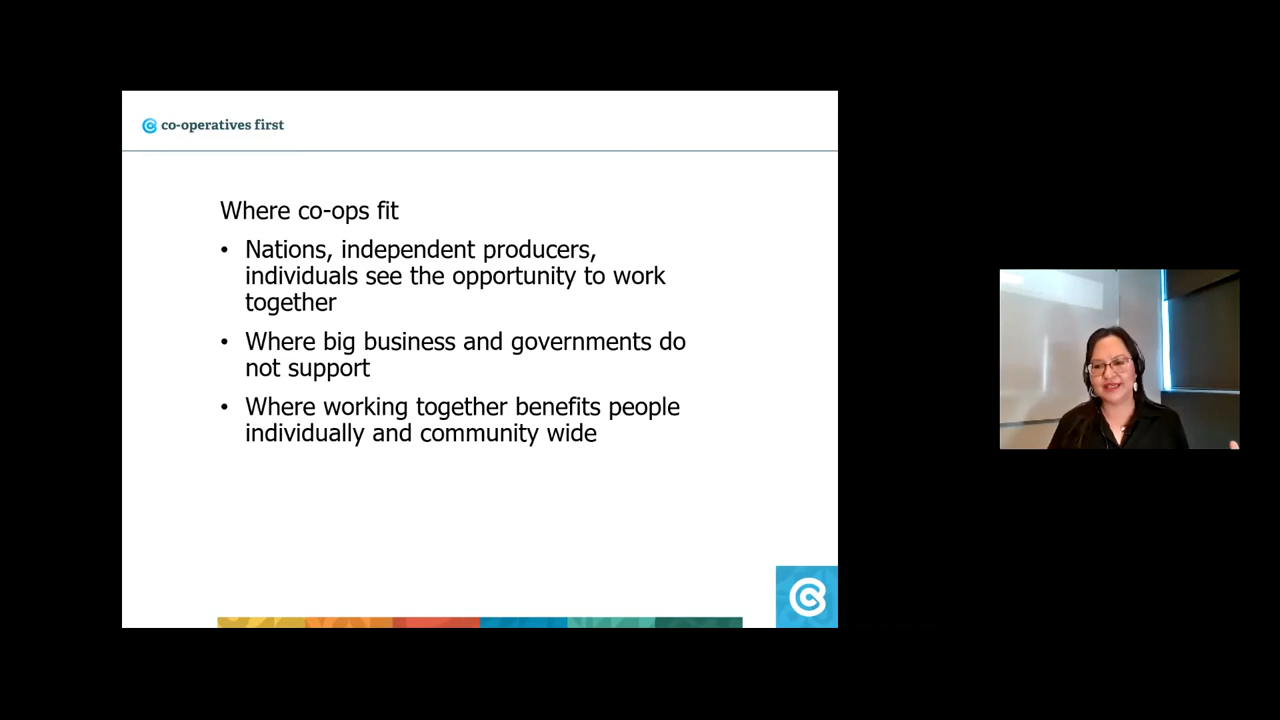 co-operatives first
Where co-ops fit
• Nations, independent producers,
individuals see the opportunity to work
together
• Where big business and governments do
not support
• Where working together benefits people
individually and community wide